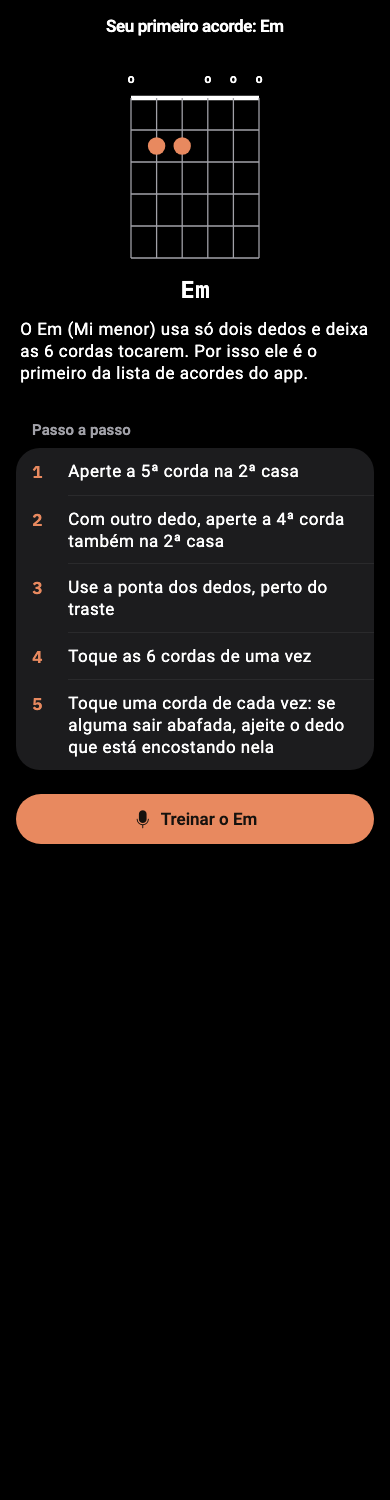 Seu primeiro acorde: Em
o o o o
Em
O Em (Mi menor) usa só dois dedos e deixa
as 6 cordas tocarem. Por isso ele é o
primeiro da lista de acordes do app.
Passo a passo
1 Aperte a 5ª corda na 2ª casa
2 Com outro dedo, aperte a 4ª corda
também na 2ª casa
3 Use a ponta dos dedos, perto do
traste
4 Toque as 6 cordas de uma vez
5 Toque uma corda de cada vez: se
alguma sair abafada, ajeite o dedo
que está encostando nela
Treinar o Em